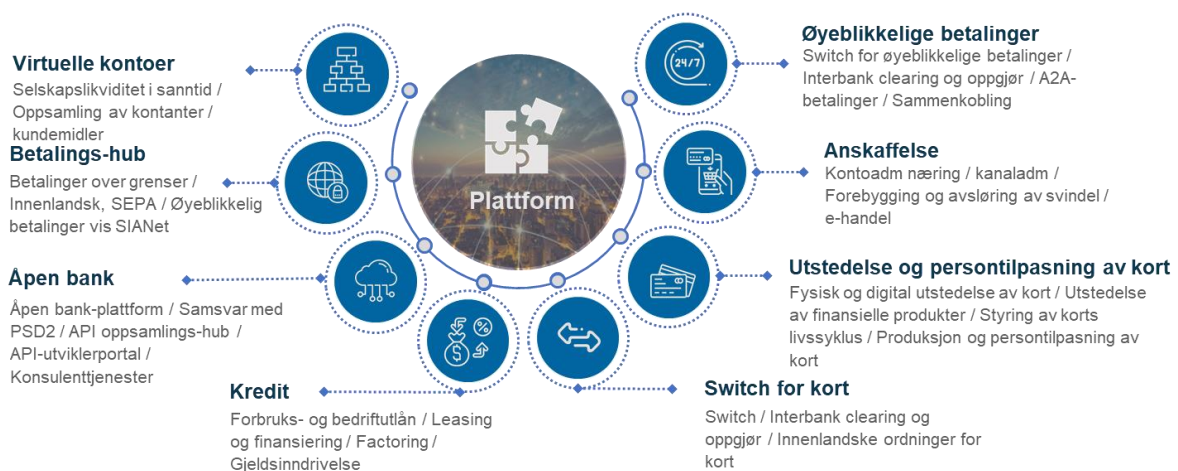 Virtuelle kontoer
Selskapslikviditet i sanntid /
Oppsamling av kontanter /
kundemidler
Betalings-hub
Betalinger over grenser /
Innenlandsk, SEPA / Øyeblikkelig
betalinger vis SIANet
Åpen bank
Åpen bank-plattform / Samsvar med
PSD2 / API oppsamlings-hub /
API-utviklerportal /
Konsulenttjenester
Kredit
Forbruks- og bedriftutlån / Leasing
og finansiering / Factoring /
Gjeldsinndrivelse
Plattform
24/7
Øyeblikkelige betalinger
Switch for øyeblikkelige betalinger /
Interbank clearing og oppgjør / A2A-
betalinger / Sammenkobling
Anskaffelse
Kontoadm næring / kanaladm /
Forebygging og avsløring av svindel /
e-handel
Utstedelse og persontilpasning av kort
Fysisk og digital utstedelse av kort / Utstedelse
av finansielle produkter / Styring av korts
livssyklus / Produksjon og persontilpasning av
kort
Switch for kort
Switch / Interbank clearing og
oppgjør / Innenlandske ordninger for
kort